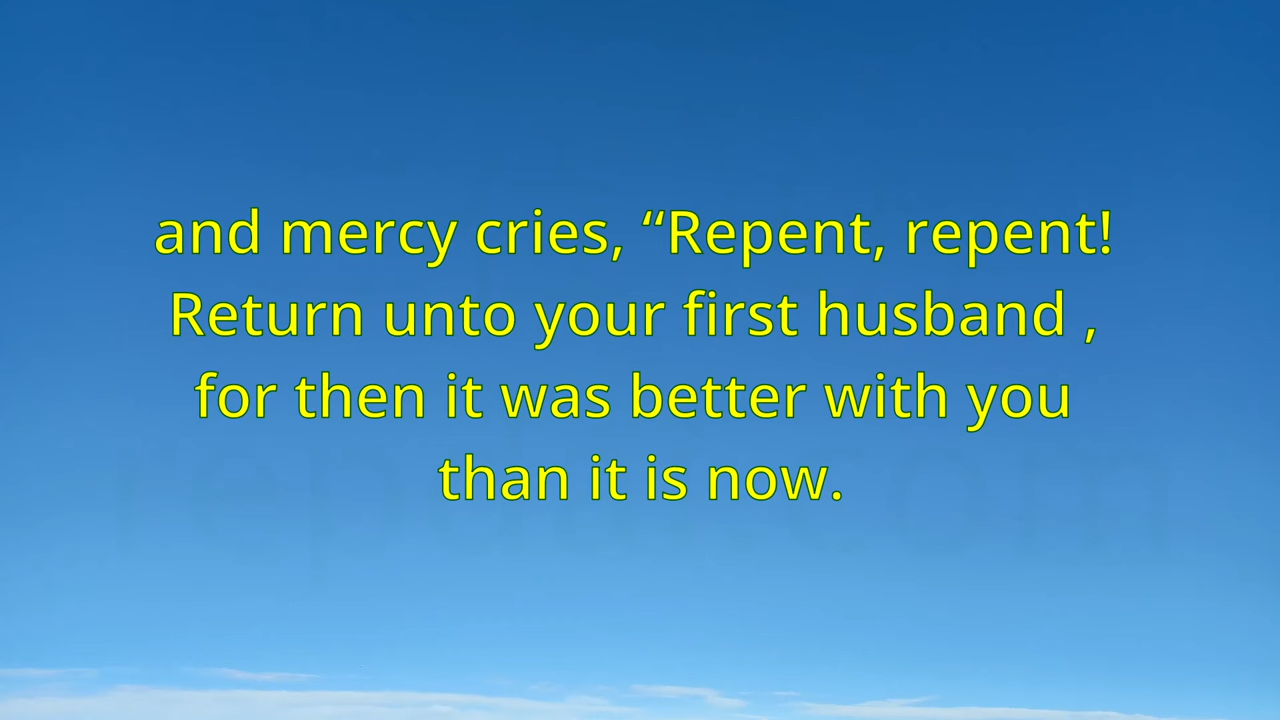 and mercy cries, “Repent, repent!
Return unto your first husband ,
for then it was better with you
than it is now.